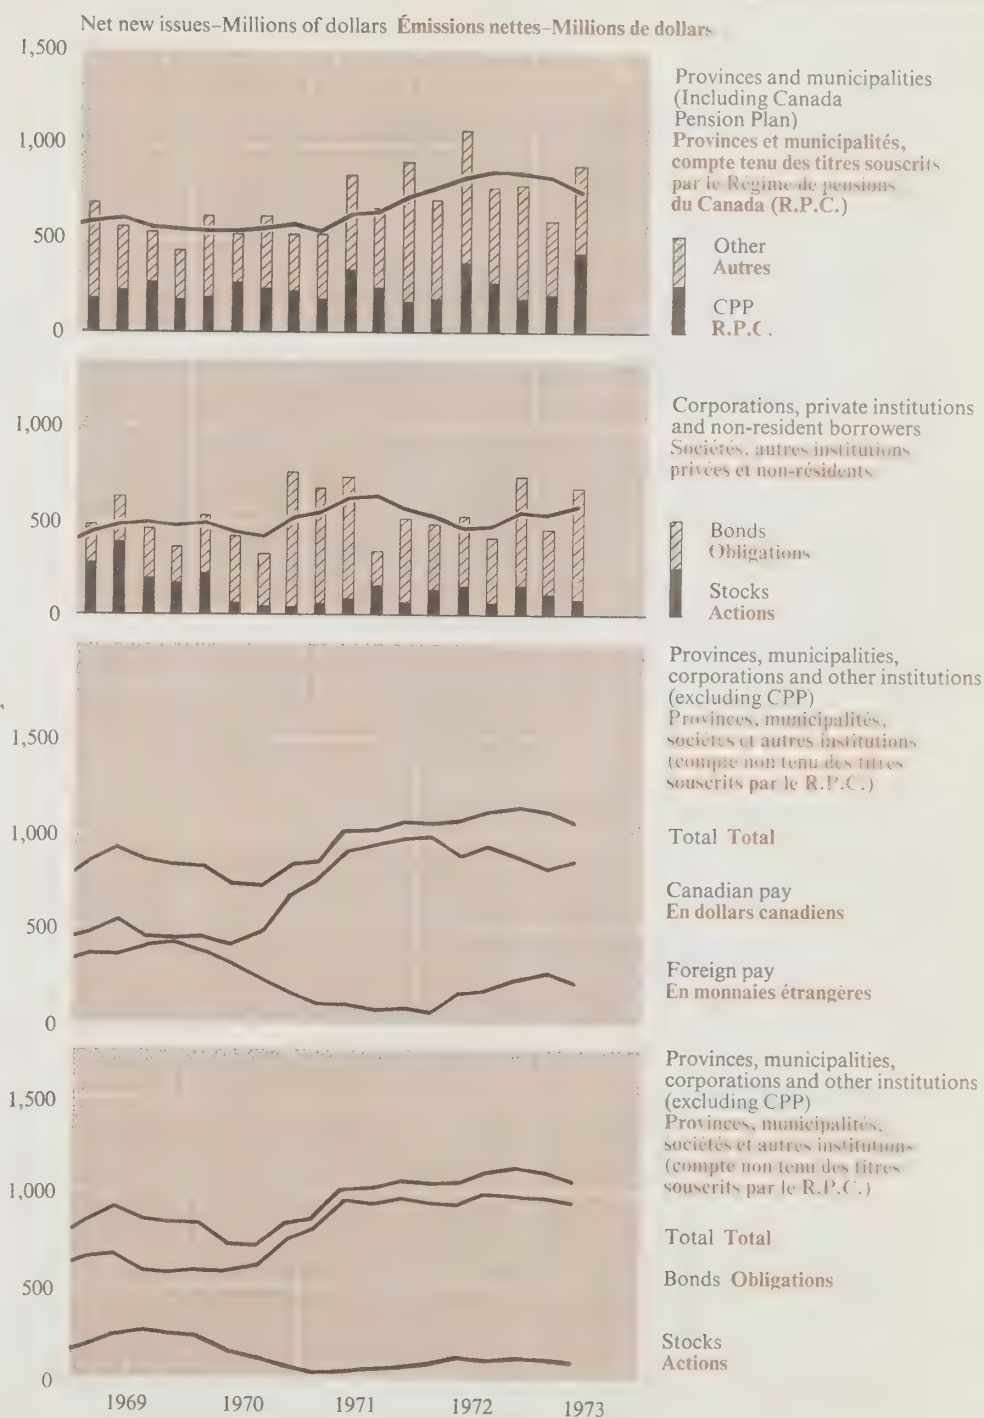 Net new issues–Millions of dollars Émissions nettes–Millions de dollars
1,500
1,000
500
0
Provinces and municipalities
(Including Canada
Pension Plan)
Provinces et municipalités,
compte tenu des titres souscrits
par le Régime de pensions
du Canada (R.P.C.)
Other
Autres
CPP
R.P.C.
1,000
500
0
Corporations, private institutions
and non-resident borrowers
Sociétés, autres institutions
privées et non-résidents
Bonds
Obligations
Stocks
Actions
1,500
1,000
500
0
Provinces, municipalities,
corporations and other institutions
(excluding CPP)
Provinces, municipalités,
sociétés et autres institutions
(compte non tenu des titres
souscrits par le R.P.C.)
Total Total
Canadian pay
En dollars canadiens
Foreign pay
En monnaies étrangères
1,500
1,000
500
0
Provinces, municipalities,
corporations and other institutions
(excluding CPP)
Provinces, municipalités,
sociétés et autres institutions
(compte non tenu des titres
souscrits par le R.P.C.)
Total Total
Bonds Obligations
Stocks
Actions
1969 1970 1971 1972 1973